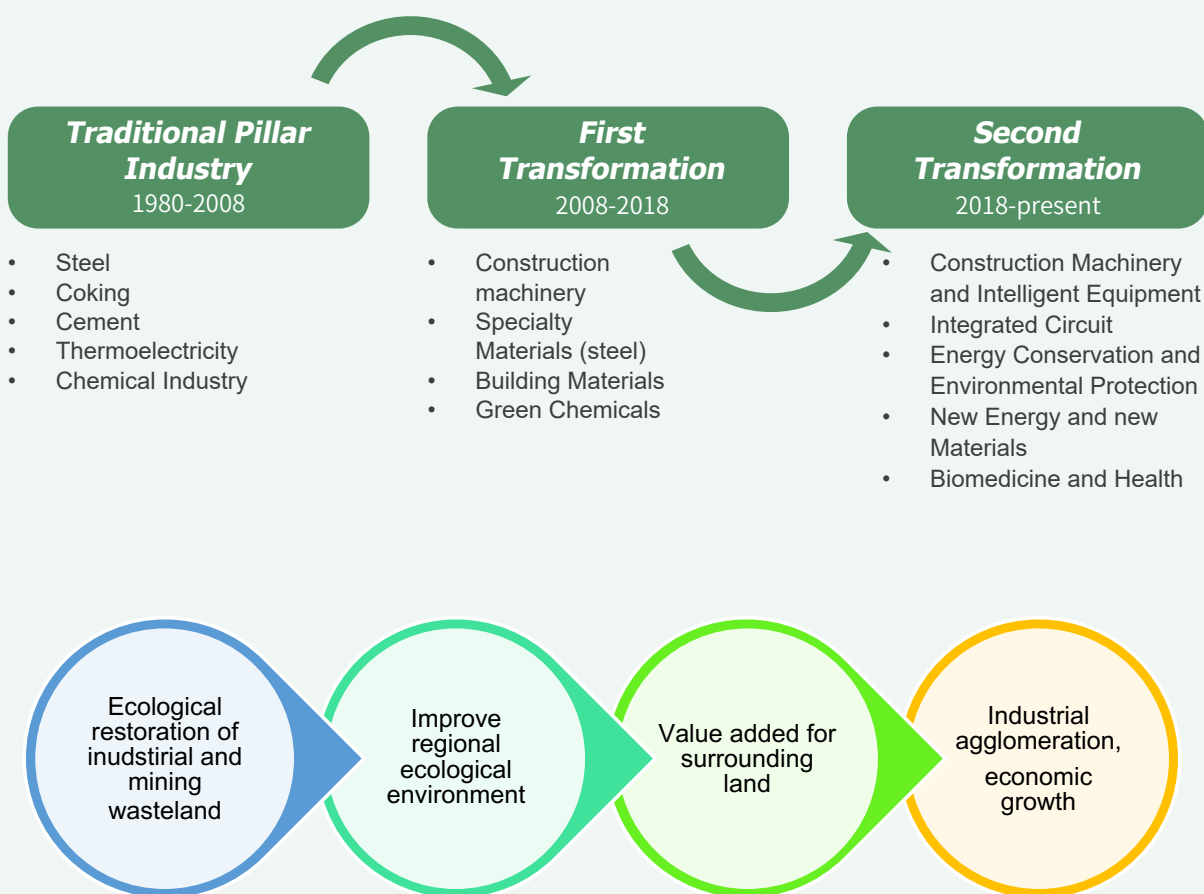 Traditional Pillar
Industry
1980-2008
• Steel
• Coking
• Cement
• Thermoelectricity
• Chemical Industry
First
Transformation
2008-2018
• Construction
machinery
• Specialty
Materials (steel)
• Building Materials
• Green Chemicals
Second
Transformation
2018-present
• Construction Machinery
and Intelligent Equipment
• Integrated Circuit
• Energy Conservation and
Environmental Protection
• New Energy and new
Materials
• Biomedicine and Health
Ecological
restoration of
inudstirial and
mining
wasteland
Improve
regional
ecological
environment
Value added for
surrounding
land
Industrial
agglomeration,
economic
growth